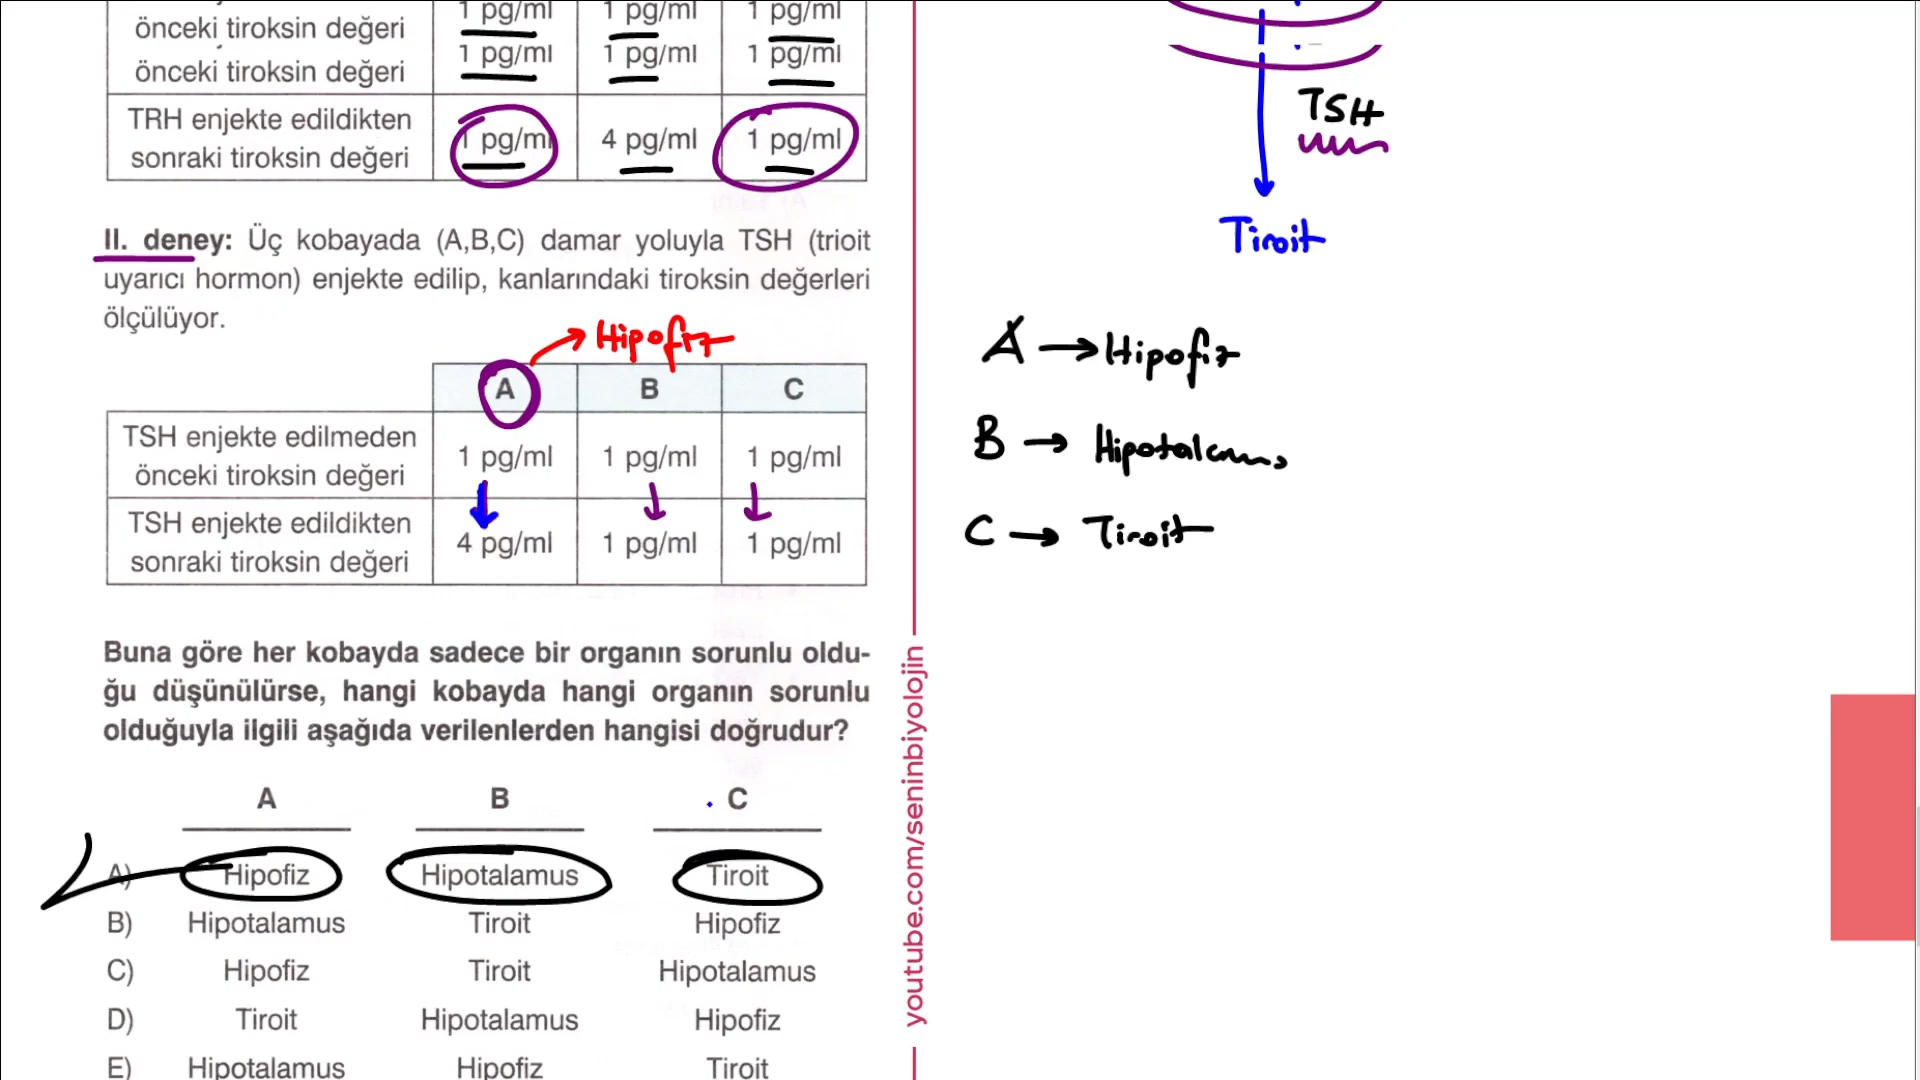 1 pg/ml 1 pg/ml 1 pg/ml
önceki tiroksin değeri
1 pg/ml 1 pg/ml 1 pg/ml
önceki tiroksin değeri
TRH enjekte edildikten
sonraki tiroksin değeri
1 pg/ml 4 pg/ml 1 pg/ml
II. deney: Üç kobayada (A,B,C) damar yoluyla TSH (trioit
uyarıcı hormon) enjekte edilip, kanlarındaki tiroksin değerleri
ölçülüyor.
Hipofiz
A B C
TSH enjekte edilmeden
önceki tiroksin değeri
1 pg/ml 1 pg/ml 1 pg/ml
TSH enjekte edildikten
sonraki tiroksin değeri
4 pg/ml 1 pg/ml 1 pg/ml
Buna göre her kobayda sadece bir organın sorunlu oldu-
ğu düşünülürse, hangi kobayda hangi organın sorunlu
olduğuyla ilgili aşağıda verilenlerden hangisi doğrudur?
A B C
A) Hipofiz Hipotalamus Tiroit
B) Hipotalamus Tiroit Hipofiz
C) Hipofiz Tiroit Hipotalamus
D) Tiroit Hipotalamus Hipofiz
E) Hipotalamus Hipofiz Tiroit
youtube.com/seninbiyolojin
TSH
Tiroit
A → Hipofiz
B → Hipotalamus
C → Tiroit